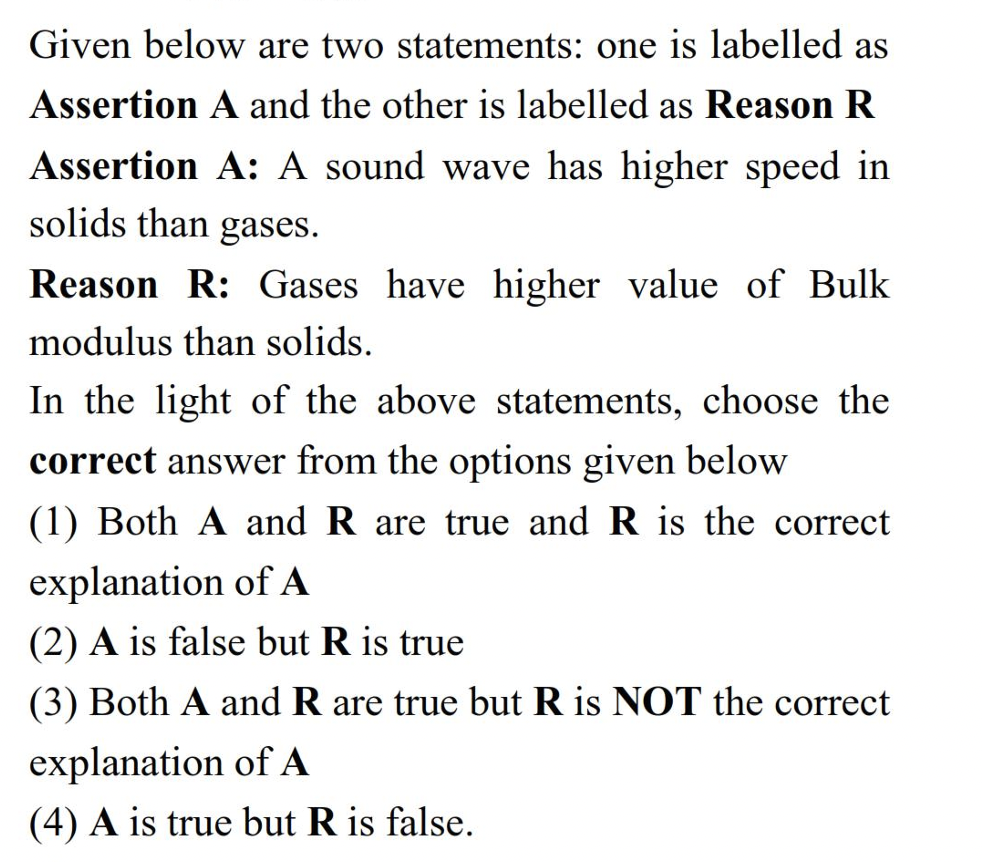 Given below are two statements: one is labelled as
Assertion A and the other is labelled as Reason R
Assertion A: A sound wave has higher speed in
solids than gases.
Reason R: Gases have higher value of Bulk
modulus than solids.
In the light of the above statements, choose the
correct answer from the options given below
(1) Both A and R are true and R is the correct
explanation of A
(2) A is false but R is true
(3) Both A and R are true but R is NOT the correct
explanation of A
(4) A is true but R is false.